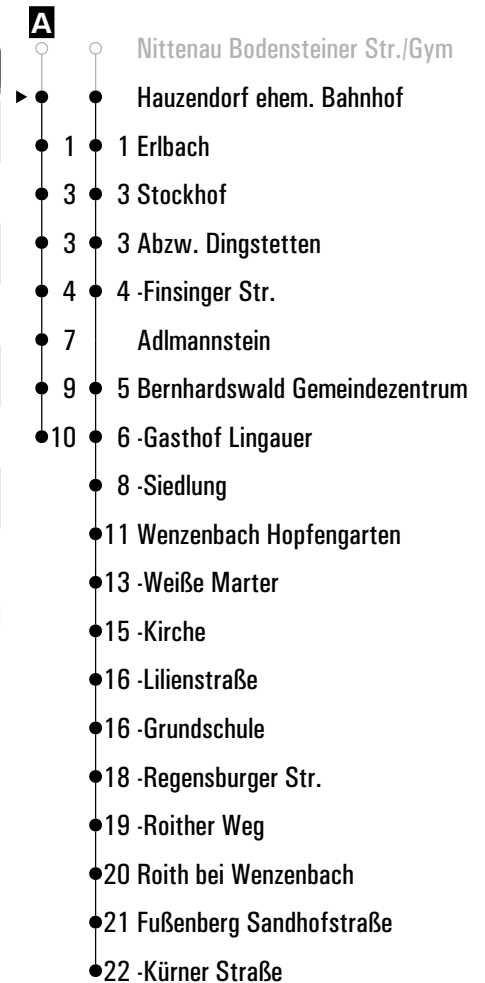 A
Nittenau Bodensteiner Str./Gym
Hauzendorf ehem. Bahnhof
1 1 Erlbach
3 3 Stockhof
3 3 Abzw. Dingstetten
4 4 -Finsinger Str.
7 Adlmannstein
9 5 Bernhardswald Gemeindezentrum
10 6 -Gasthof Lingauer
8 -Siedlung
11 Wenzenbach Hopfengarten
13 -Weiße Marter
15 -Kirche
16 -Lilienstraße
16 -Grundschule
18 -Regensburger Str.
19 -Roither Weg
20 Roith bei Wenzenbach
21 Fußenberg Sandhofstraße
22 -Kürner Straße